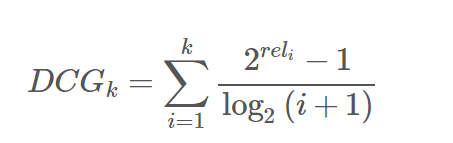 DCG_k = \sum_{i=1}^{k} \frac{2^{rel_i} - 1}{\log_2 (i + 1)}